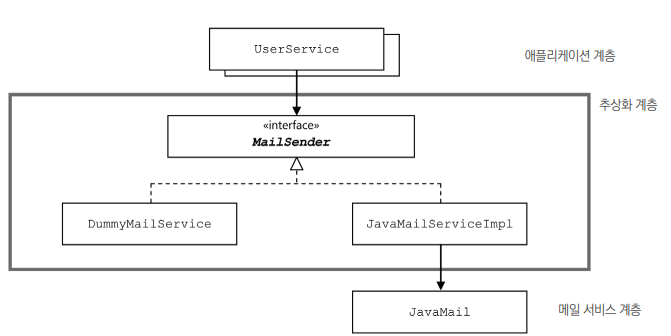 UserService
애플리케이션 계층
추상화 계층
«interface»
MailSender
DummyMailService
JavaMailServiceImpl
JavaMail
메일 서비스 계층